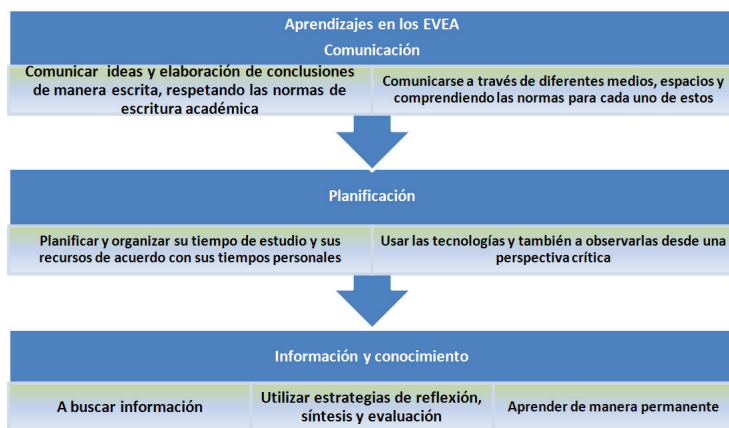 Aprendizajes en los EVEA
Comunicación
Comunicar ideas y elaboración de conclusiones
de manera escrita, respetando las normas de
escritura académica
Comunicarse a través de diferentes medios, espacios y
comprendiendo las normas para cada uno de estos
Planificación
Planificar y organizar su tiempo de estudio y sus
recursos de acuerdo con sus tiempos personales
Usar las tecnologías y también a observarlas desde una
perspectiva crítica
Información y conocimiento
A buscar información
Utilizar estrategias de reflexión,
síntesis y evaluación
Aprender de manera permanente